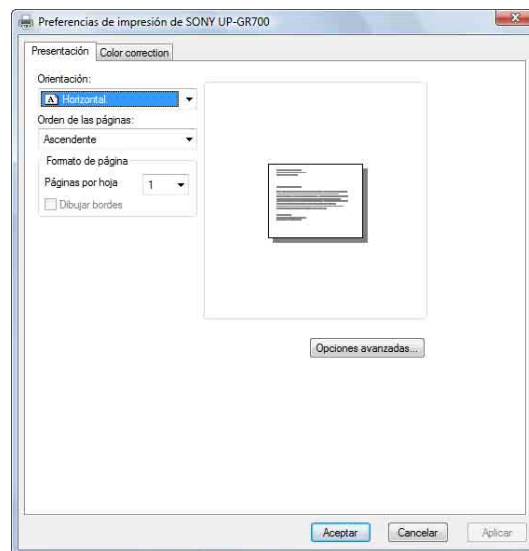 Preferencias de impresión de SONY UP-GR700
Presentación
Color correction
Orientación:
A Horizontal
Orden de las páginas:
Ascendente
Formato de página
Páginas por hoja 1
Dibujar bordes
Opciones avanzadas...
Aceptar Cancelar Aplicar